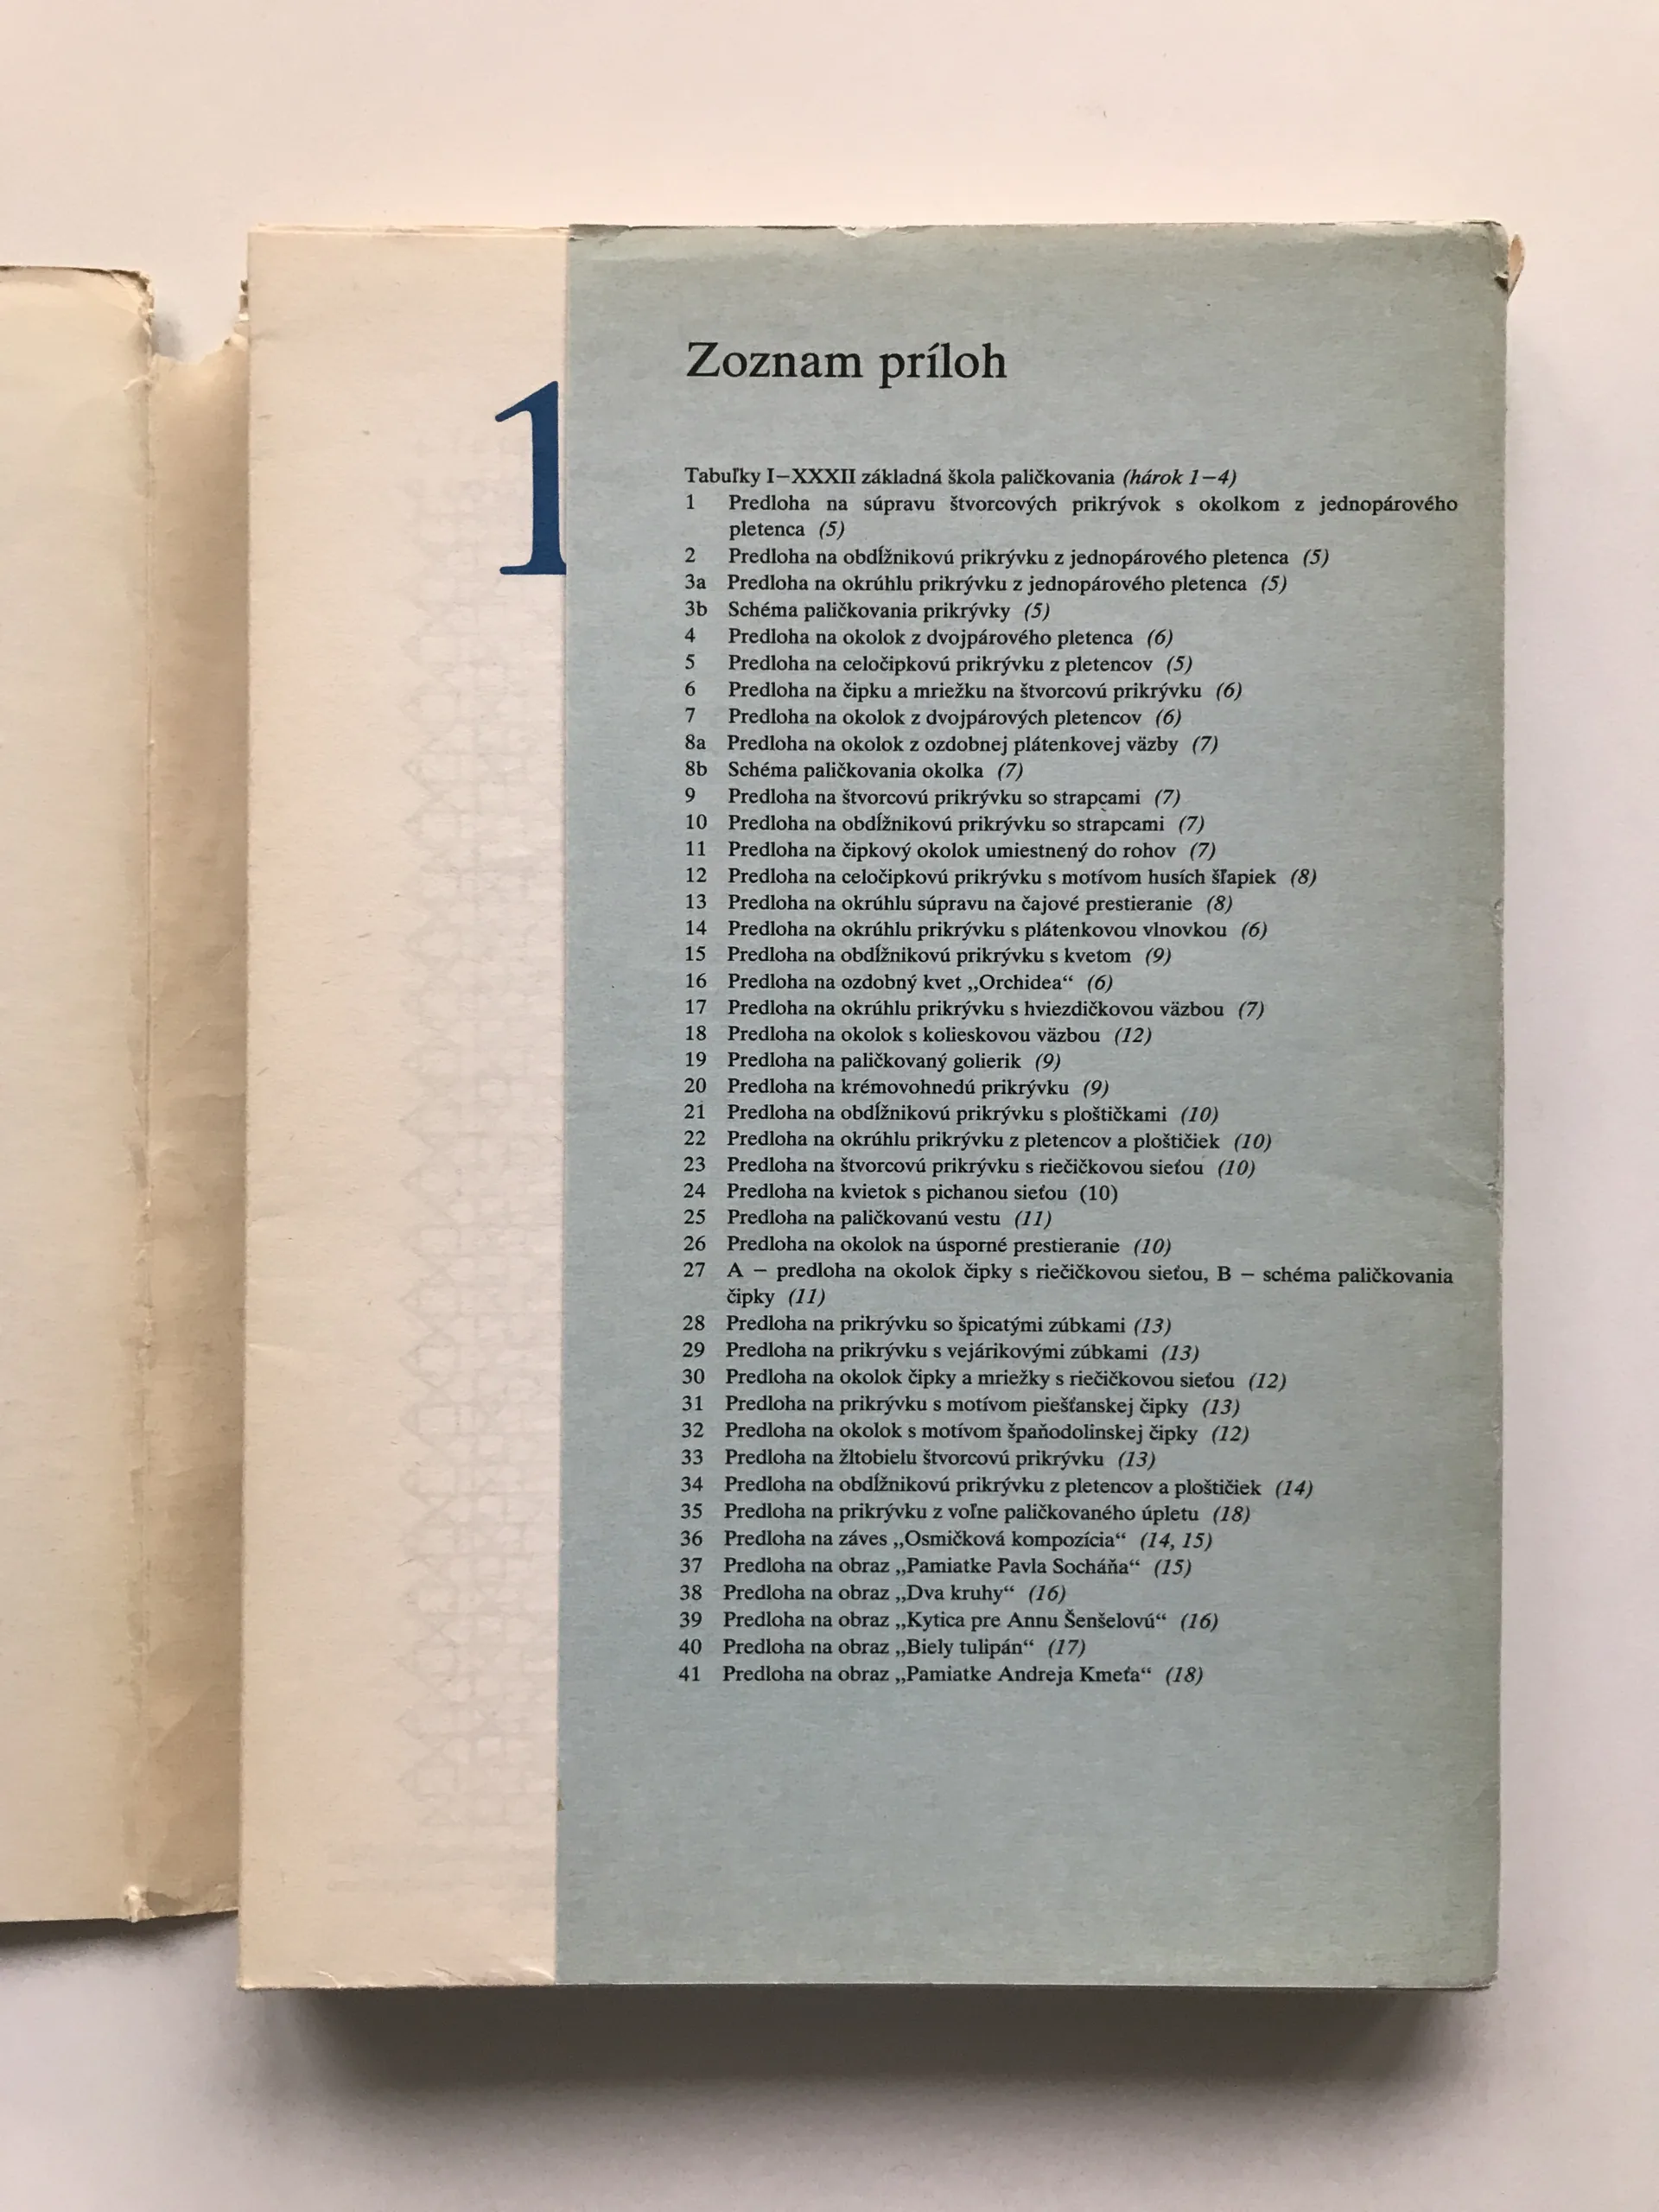 1
Zoznam príloh
Tabuľky I—XXXII základná škola paličkovania (hárok 1—4)
1 Predloha na súpravu štvorcových prikrývok s okolkom z jednopárového
pletenca (5)
2 Predloha na obdĺžnikovú prikrývku z jednopárového pletenca (5)
3a Predloha na okrúhlu prikrývku z jednopárového pletenca (5)
3b Schéma paličkovania prikrývky (5)
4 Predloha na okolok z dvojpárového pletenca (6)
5 Predloha na celočipkovú prikrývku z pletencov (5)
6 Predloha na čipku a mriežku na štvorcovú prikrývku (6)
7 Predloha na okolok z dvojpárových pletencov (6)
8a Predloha na okolok z ozdobnej plátenkovej väzby (7)
8b Schéma paličkovania okolka (7)
9 Predloha na štvorcovú prikrývku so strapcami (7)
10 Predloha na obdĺžnikovú prikrývku so strapcami (7)
11 Predloha na čipkový okolok umiestnený do rohov (7)
12 Predloha na celočipkovú prikrývku s motívom husích šľapiek (8)
13 Predloha na okrúhlu súpravu na čajové prestieranie (8)
14 Predloha na okrúhlu prikrývku s plátenkovou vlnovkou (6)
15 Predloha na obdĺžnikovú prikrývku s kvetom (9)
16 Predloha na ozdobný kvet „Orchidea“ (6)
17 Predloha na okrúhlu prikrývku s hviezdičkovou väzbou (7)
18 Predloha na okolok s kolieskovou väzbou (12)
19 Predloha na paličkovaný golierik (9)
20 Predloha na krémovohnedú prikrývku (9)
21 Predloha na obdĺžnikovú prikrývku s ploštičkami (10)
22 Predloha na okrúhlu prikrývku z pletencov a ploštičiek (10)
23 Predloha na štvorcovú prikrývku s riečičkovou sieťou (10)
24 Predloha na kvietok s pichanou sieťou (10)
25 Predloha na paličkovanú vestu (11)
26 Predloha na okolok na úsporné prestieranie (10)
27 A — predloha na okolok čipky s riečičkovou sieťou, B — schéma paličkovania
čipky (11)
28 Predloha na prikrývku so špicatými zúbkami (13)
29 Predloha na prikrývku s vejárikovými zúbkami (13)
30 Predloha na okolok čipky a mriežky s riečičkovou sieťou (12)
31 Predloha na prikrývku s motívom piešťanskej čipky (13)
32 Predloha na okolok s motívom špaňodolinskej čipky (12)
33 Predloha na žltobielu štvorcovú prikrývku (13)
34 Predloha na obdĺžnikovú prikrývku z pletencov a ploštičiek (14)
35 Predloha na prikrývku z voľne paličkovaného úpletu (18)
36 Predloha na záves „Osmičková kompozícia“ (14, 15)
37 Predloha na obraz „Pamiatke Pavla Socháňa“ (15)
38 Predloha na obraz „Dva kruhy“ (16)
39 Predloha na obraz „Kytica pre Annu Šenšelovú“ (16)
40 Predloha na obraz „Biely tulipán“ (17)
41 Predloha na obraz „Pamiatke Andreja Kmeťa“ (18)